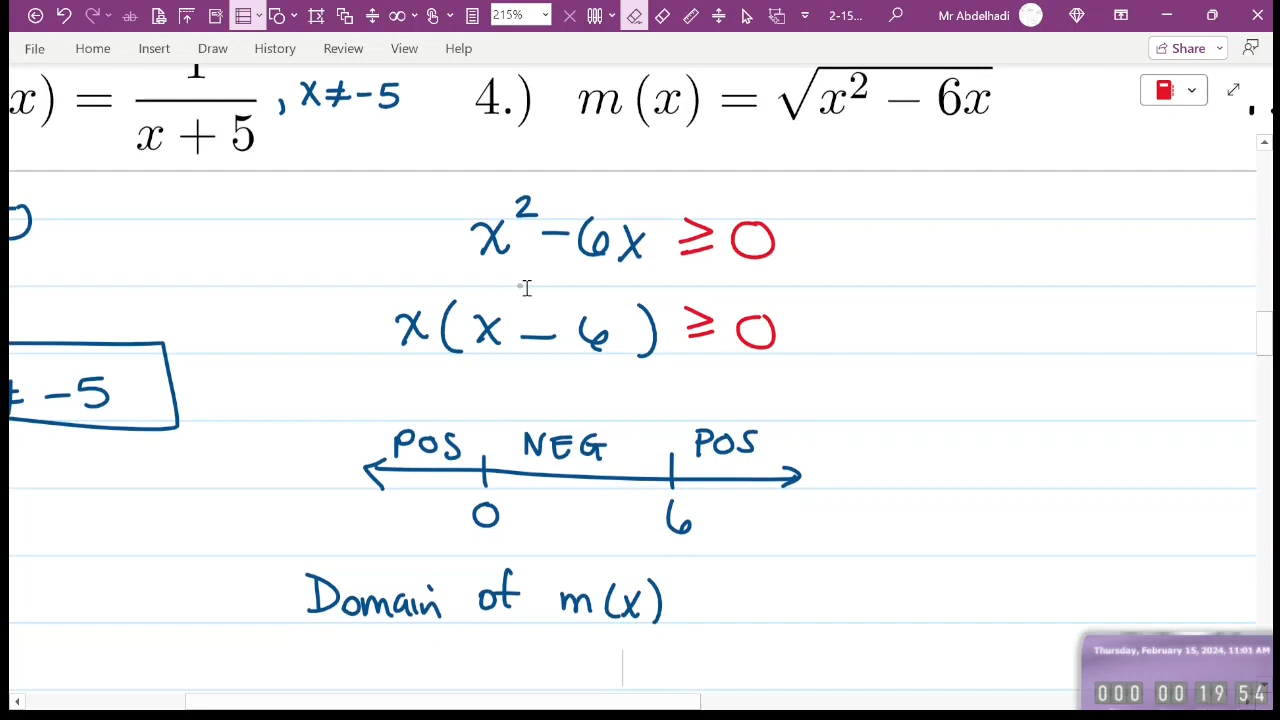 215% 2-15... Mr Abdelhadi
File Home Insert Draw History Review View Help Share
x) = 1/(x + 5) , x ≠ -5 4.) m(x) = √(x² − 6x)
x² - 6x ≥ 0
x(x - 6) ≥ 0
≠ -5
POS NEG POS
0 6
Domain of m(x)
Thursday, February 15, 2024, 11:01 AM
000 00 19 54